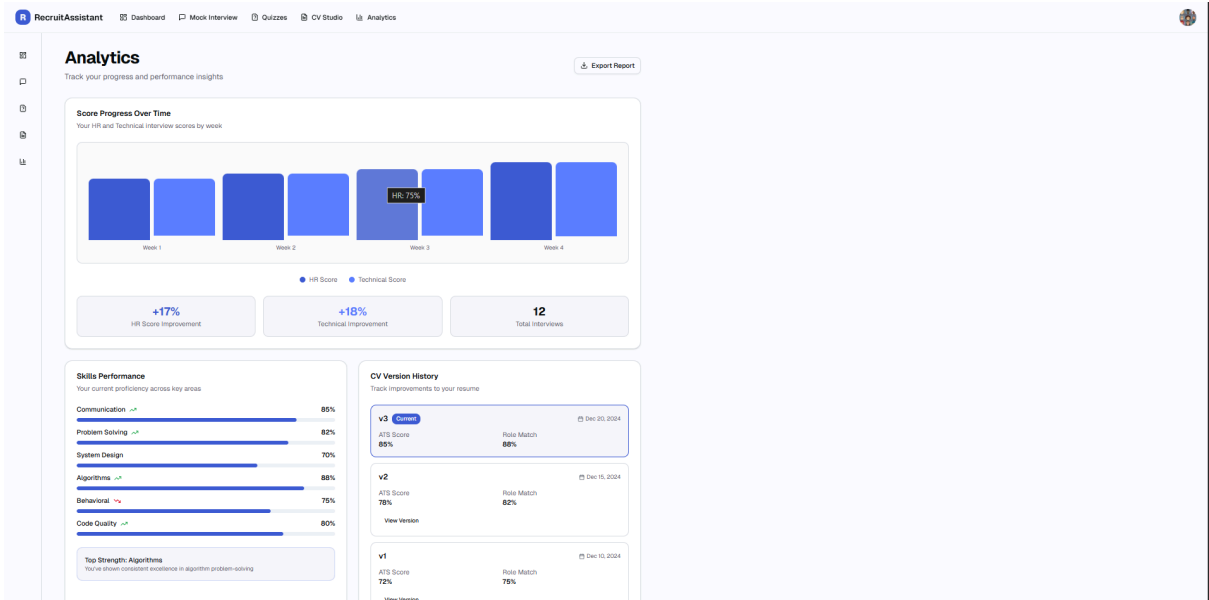 R RecruitAssistant Dashboard Mock Interview Quizzes CV Studio Analytics
Analytics
Track your progress and performance insights
Export Report
Score Progress Over Time
Your HR and Technical interview scores by week
HR: 75%
Week 1 Week 2 Week 3 Week 4
HR Score Technical Score
+17% +18% 12
HR Score Improvement Technical Improvement Total Interviews
Skills Performance
Your current proficiency across key areas
Communication 85%
Problem Solving 82%
System Design 70%
Algorithms 88%
Behavioral 75%
Code Quality 80%
Top Strength: Algorithms
You've shown consistent excellence in algorithm problem-solving
CV Version History
Track improvements to your resume
v3 Current Dec 20, 2024
ATS Score Role Match
85% 88%
v2 Dec 15, 2024
ATS Score Role Match
78% 82%
View Version
v1 Dec 10, 2024
ATS Score Role Match
72% 75%
View Version